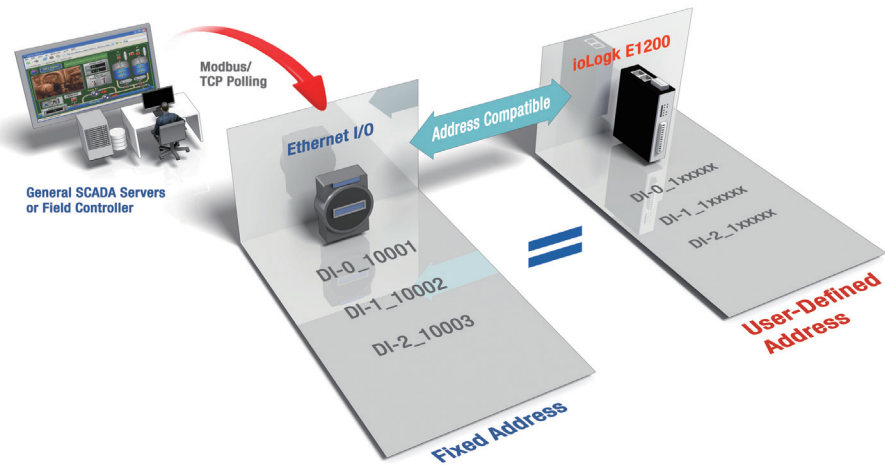 Modbus/
TCP Polling
General SCADA Servers
or Field Controller
Ethernet I/O
Address Compatible
ioLogk E1200
DI-0_10001
DI-1_10002
DI-2_10003
Fixed Address
DI-0_1xxxxx
DI-1_1xxxxx
DI-2_1xxxxx
User-Defined
Address